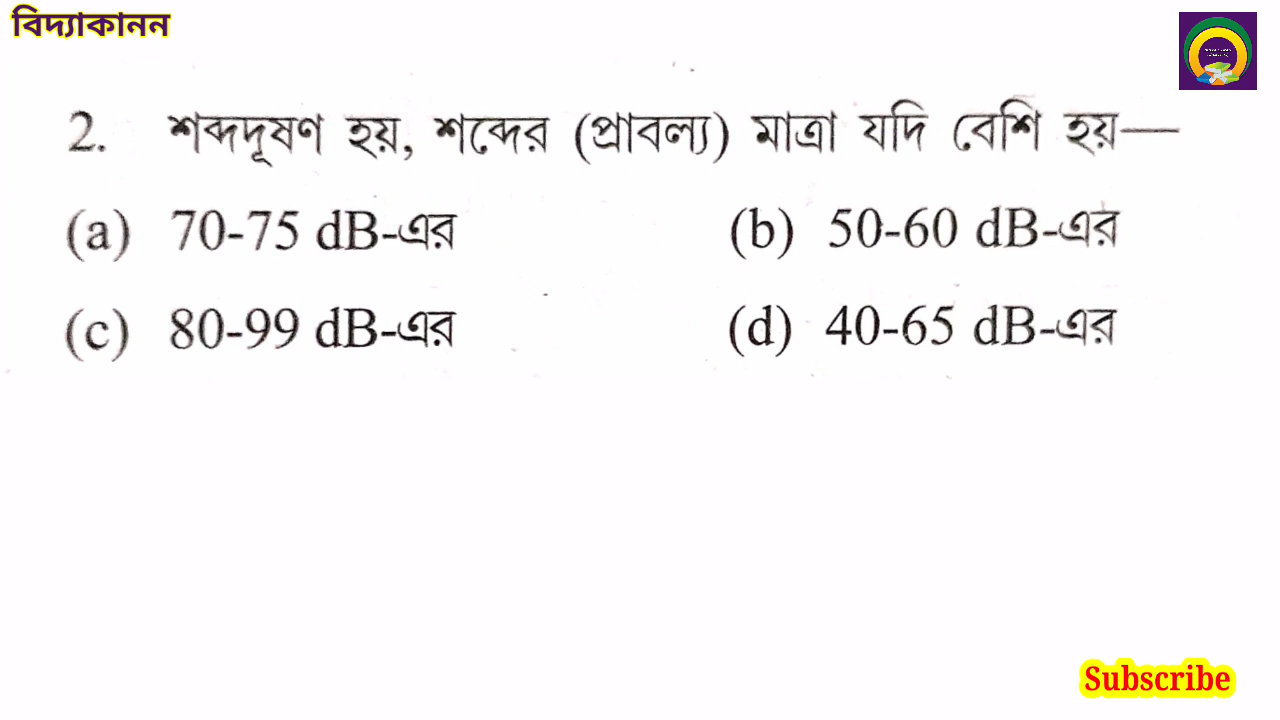 বিদ্যাকানন
2. শব্দদূষণ হয়, শব্দের (প্রাবল্য) মাত্রা যদি বেশি হয়—
(a) 70-75 dB-এর (b) 50-60 dB-এর
(c) 80-99 dB-এর (d) 40-65 dB-এর
Subscribe